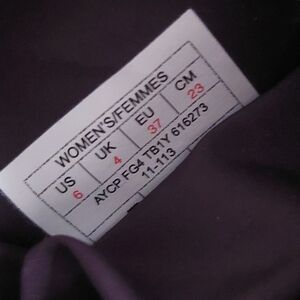 WOMEN'S/FEMMES
US UK EU CM
6 4 37 23
AYCP FG4 TB1Y 616273
11-113